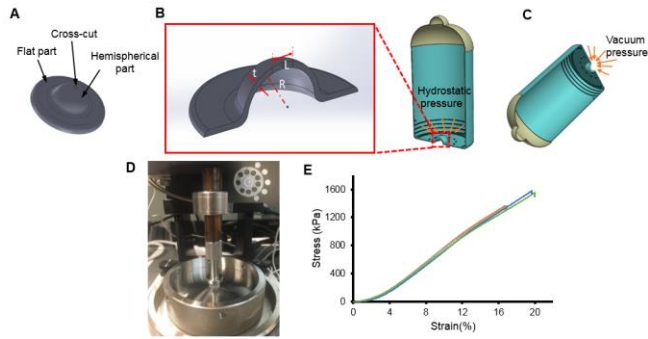 A
Cross-cut
Flat part
Hemispherical part
B
t
L
R
Hydrostatic pressure
C
Vacuum pressure
D
E
Stress (kPa)
1600
1200
800
400
0
0 4 8 12 16 20
Strain(%)